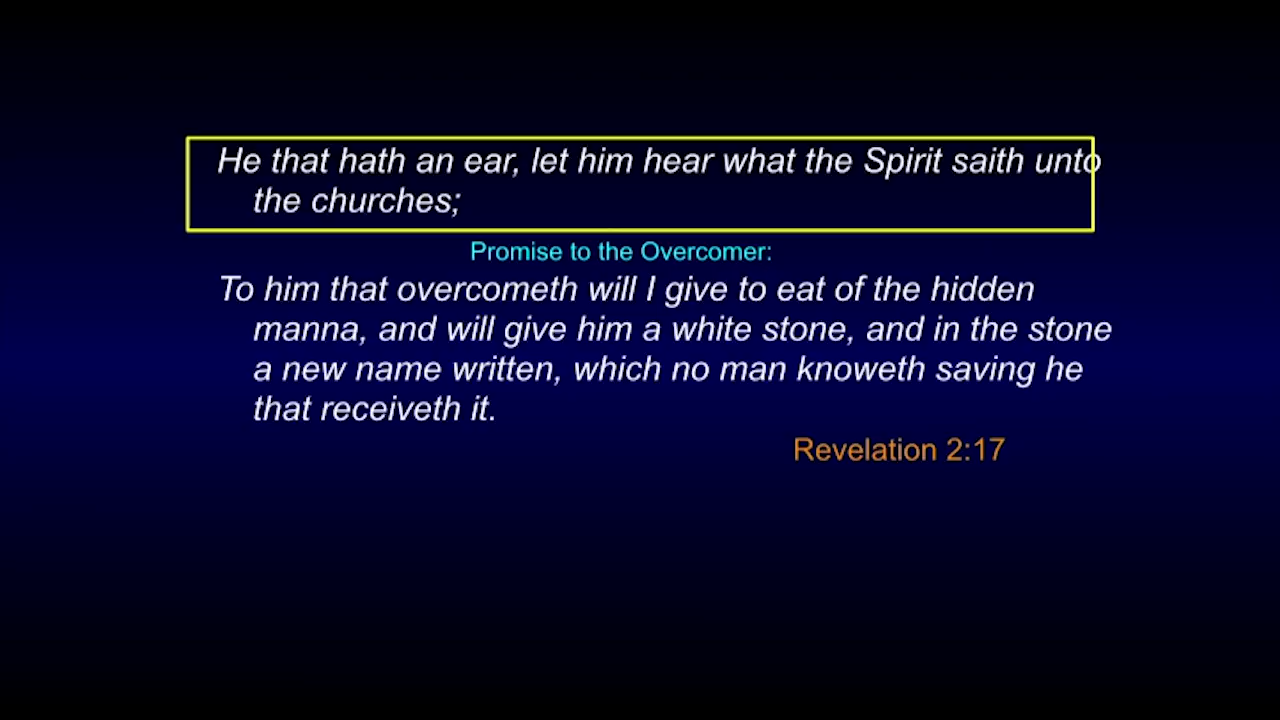 He that hath an ear, let him hear what the Spirit saith unto
the churches;
Promise to the Overcomer:
To him that overcometh will I give to eat of the hidden
manna, and will give him a white stone, and in the stone
a new name written, which no man knoweth saving he
that receiveth it.
Revelation 2:17